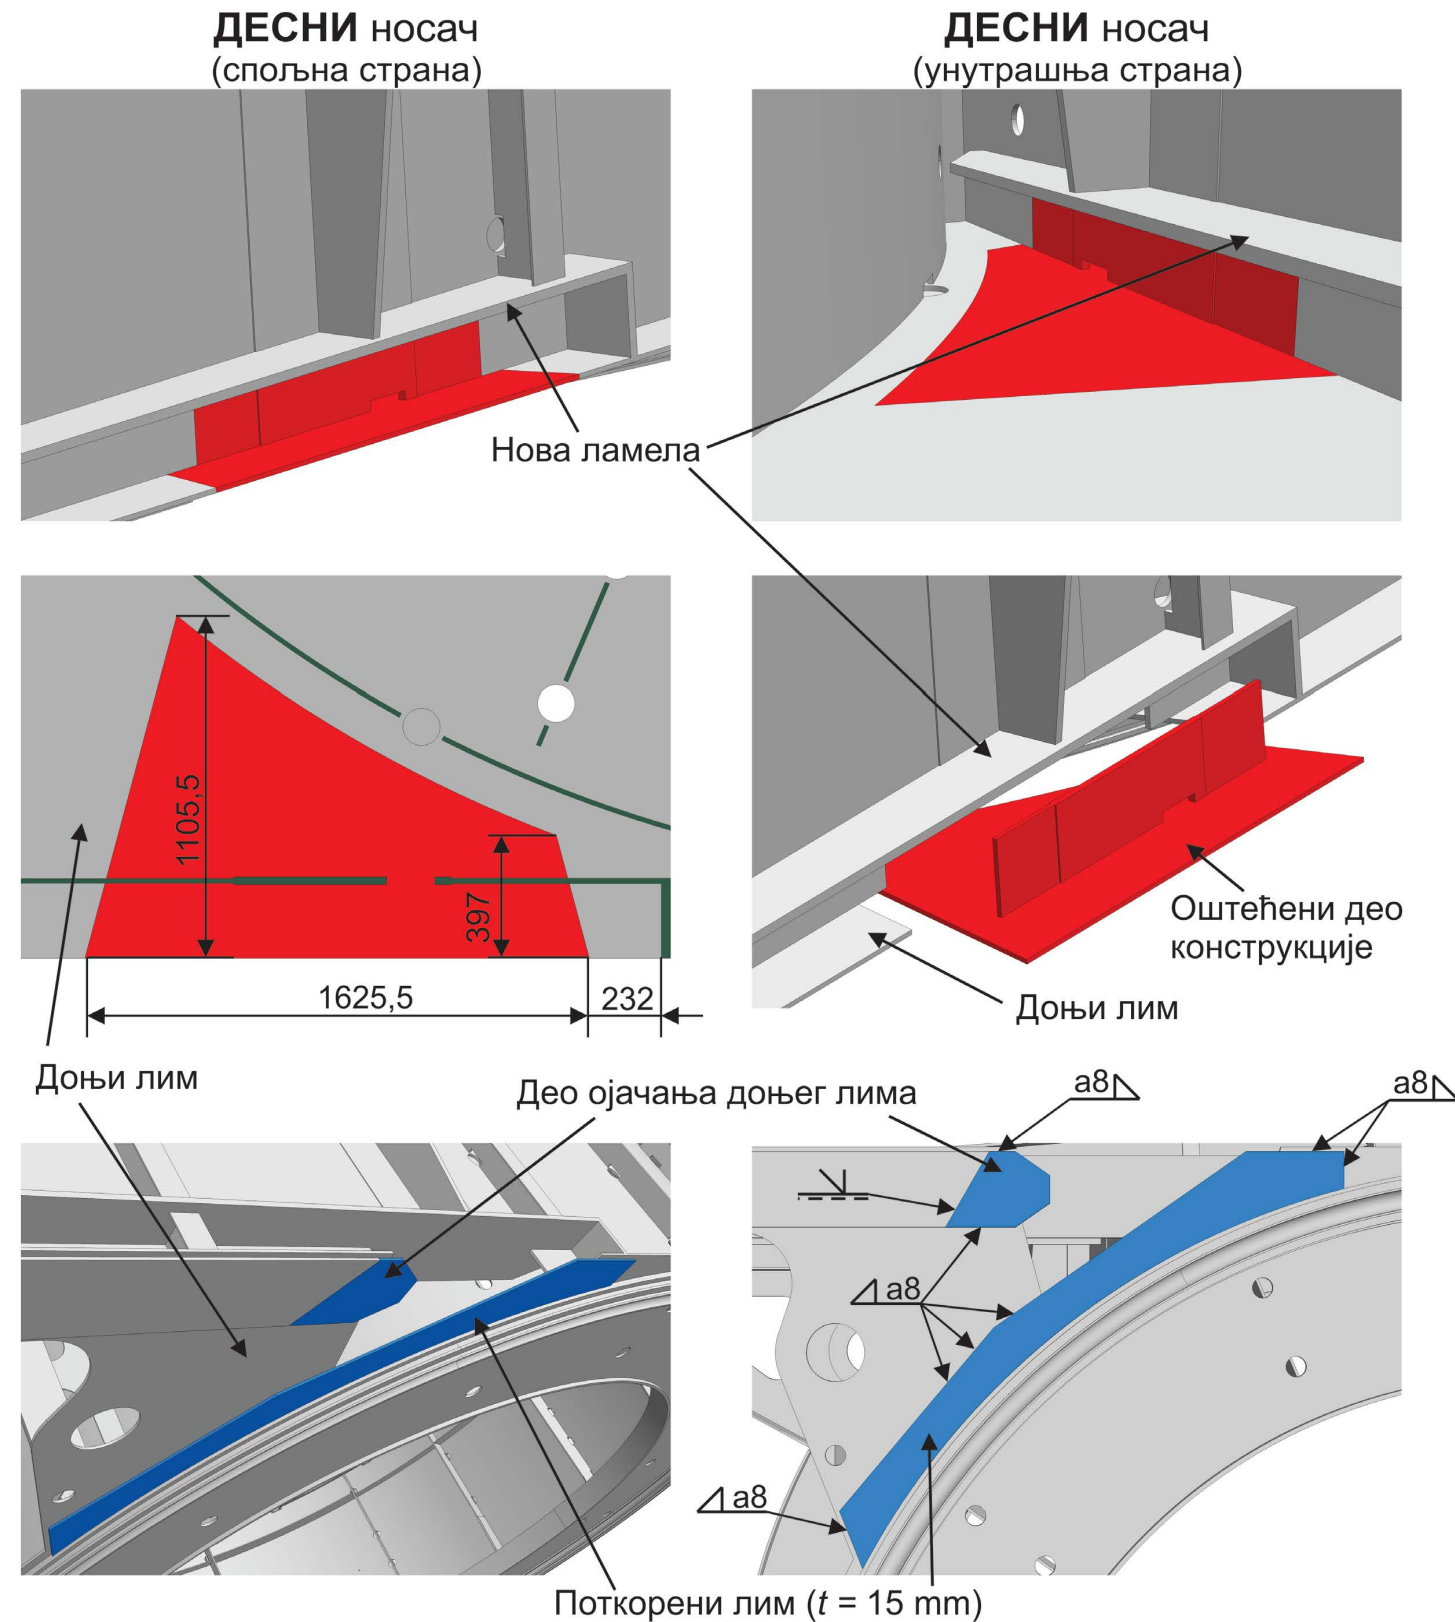 ДЕСНИ носач
(спољна страна)
ДЕСНИ носач
(унутрашња страна)
Нова ламела
1105,5
397
1625,5
232
Оштећени део
конструкције
Доњи лим
Доњи лим
Део ојачања доњег лима
a8
a8
a8
a8
Поткорени лим (t = 15 mm)